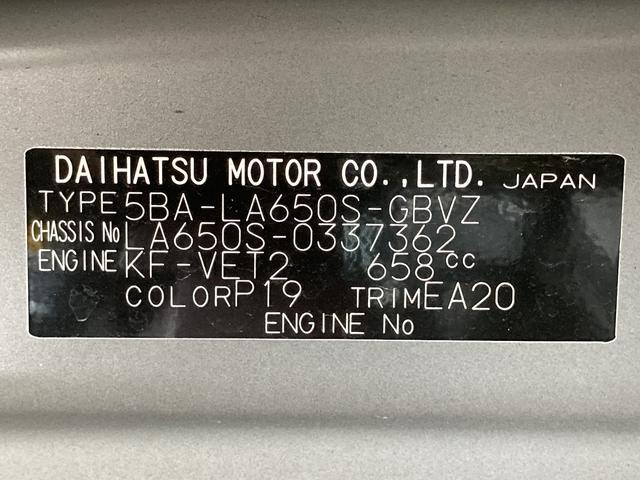 DAIHATSU MOTOR CO.,LTD. JAPAN
TYPE 5BA-LA650S-GBVZ
CHASSIS No LA650S-0337362
ENGINE KF-VET2 658cc
COLOR P19 TRIM EA20
ENGINE No